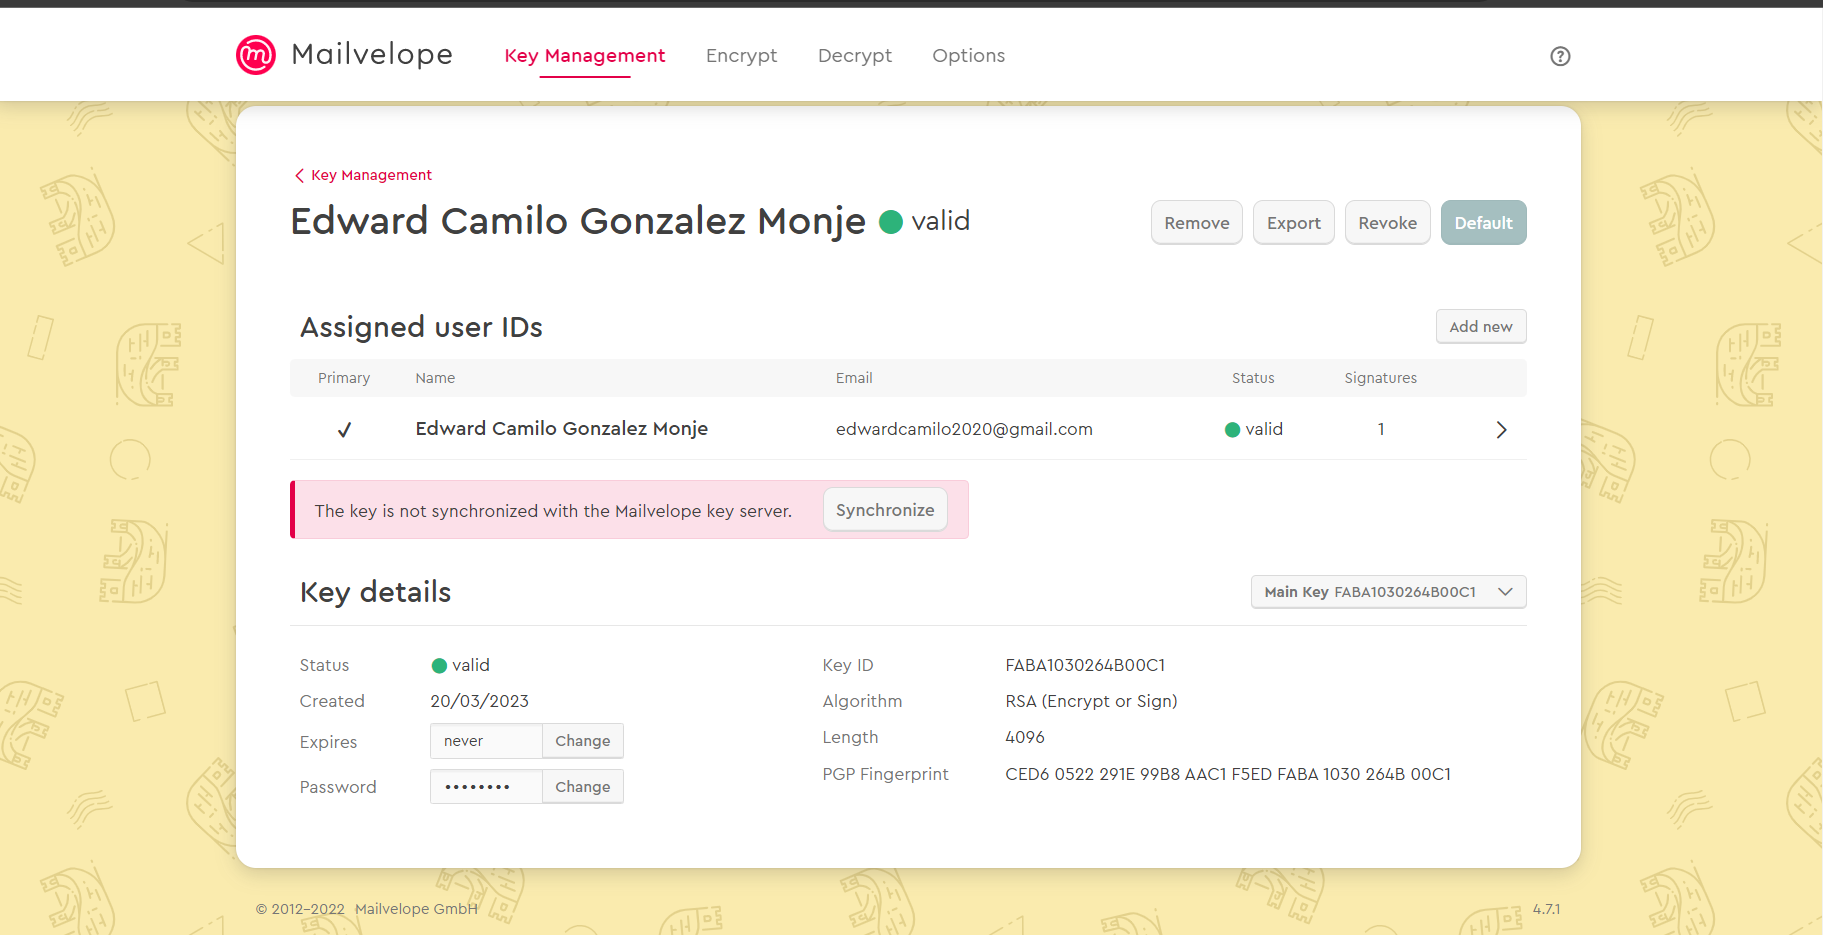 Mailvelope Key Management Encrypt Decrypt Options ?
Key Management
Edward Camilo Gonzalez Monje valid Remove Export Revoke Default
Assigned user IDs Add new
Primary Name Email Status Signatures
Edward Camilo Gonzalez Monje edwardcamilo2020@gmail.com valid 1
The key is not synchronized with the Mailvelope key server. Synchronize
Key details Main Key FABA1030264B00C1
Status valid Key ID FABA1030264B00C1
Created 20/03/2023 Algorithm RSA (Encrypt or Sign)
Expires never Change Length 4096
PGP Fingerprint CED6 0522 291E 99B8 AAC1 F5ED FABA 1030 264B 00C1
Password •••••••• Change
© 2012-2022 Mailvelope GmbH 4.7.1